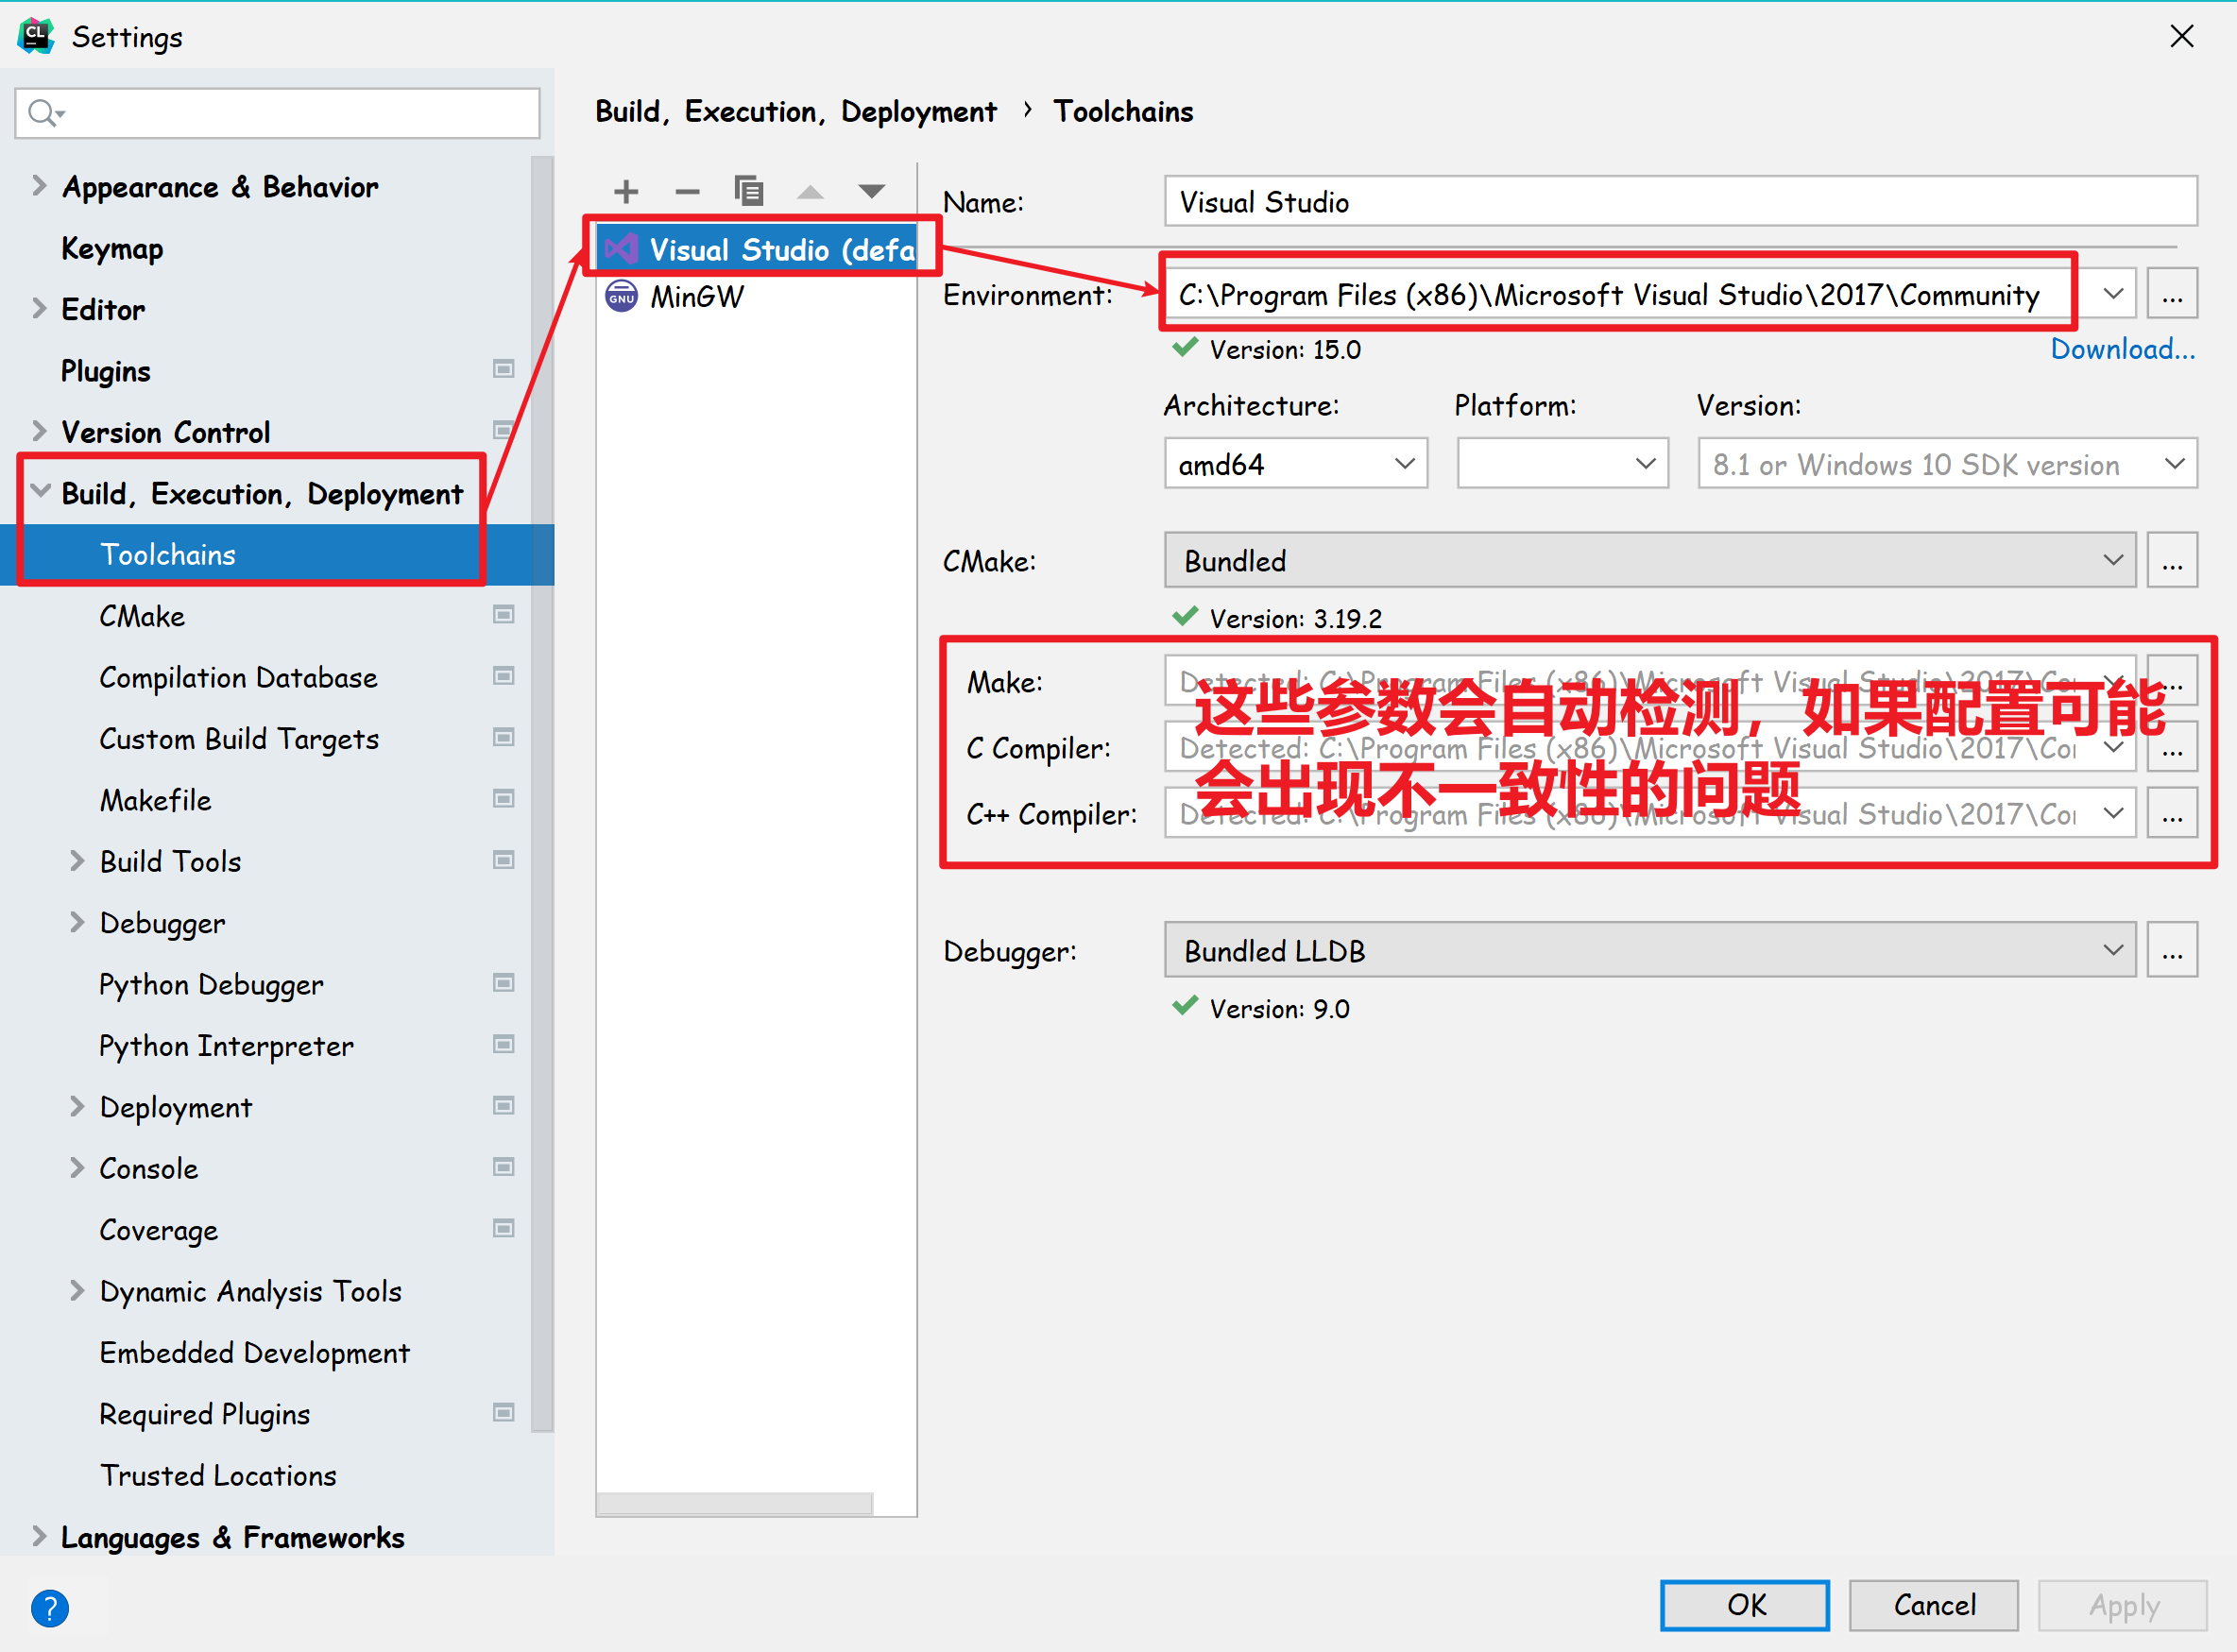 CL
Settings
Appearance & Behavior
Keymap
Editor
Plugins
Version Control
Build, Execution, Deployment
Toolchains
CMake
Compilation Database
Custom Build Targets
Makefile
Build Tools
Debugger
Python Debugger
Python Interpreter
Deployment
Console
Coverage
Dynamic Analysis Tools
Embedded Development
Required Plugins
Trusted Locations
Languages & Frameworks
Build, Execution, Deployment › Toolchains
Visual Studio (defa
GNU MinGW
Name: Visual Studio
Environment: C:\Program Files (x86)\Microsoft Visual Studio\2017\Community ...
Version: 15.0 Download...
Architecture: Platform: Version:
amd64 8.1 or Windows 10 SDK version
CMake: Bundled ...
Version: 3.19.2
Make: Detected: C:\Program Files (x86)\Microsoft Visual Studio\2017\Co ...
这些参数会自动检测，如果配置可能
C Compiler: Detected: C:\Program Files (x86)\Microsoft Visual Studio\2017\Co ...
会出现不一致性的问题
C++ Compiler: Detected: C:\Program Files (x86)\Microsoft Visual Studio\2017\Co ...
Debugger: Bundled LLDB ...
Version: 9.0
? OK Cancel Apply